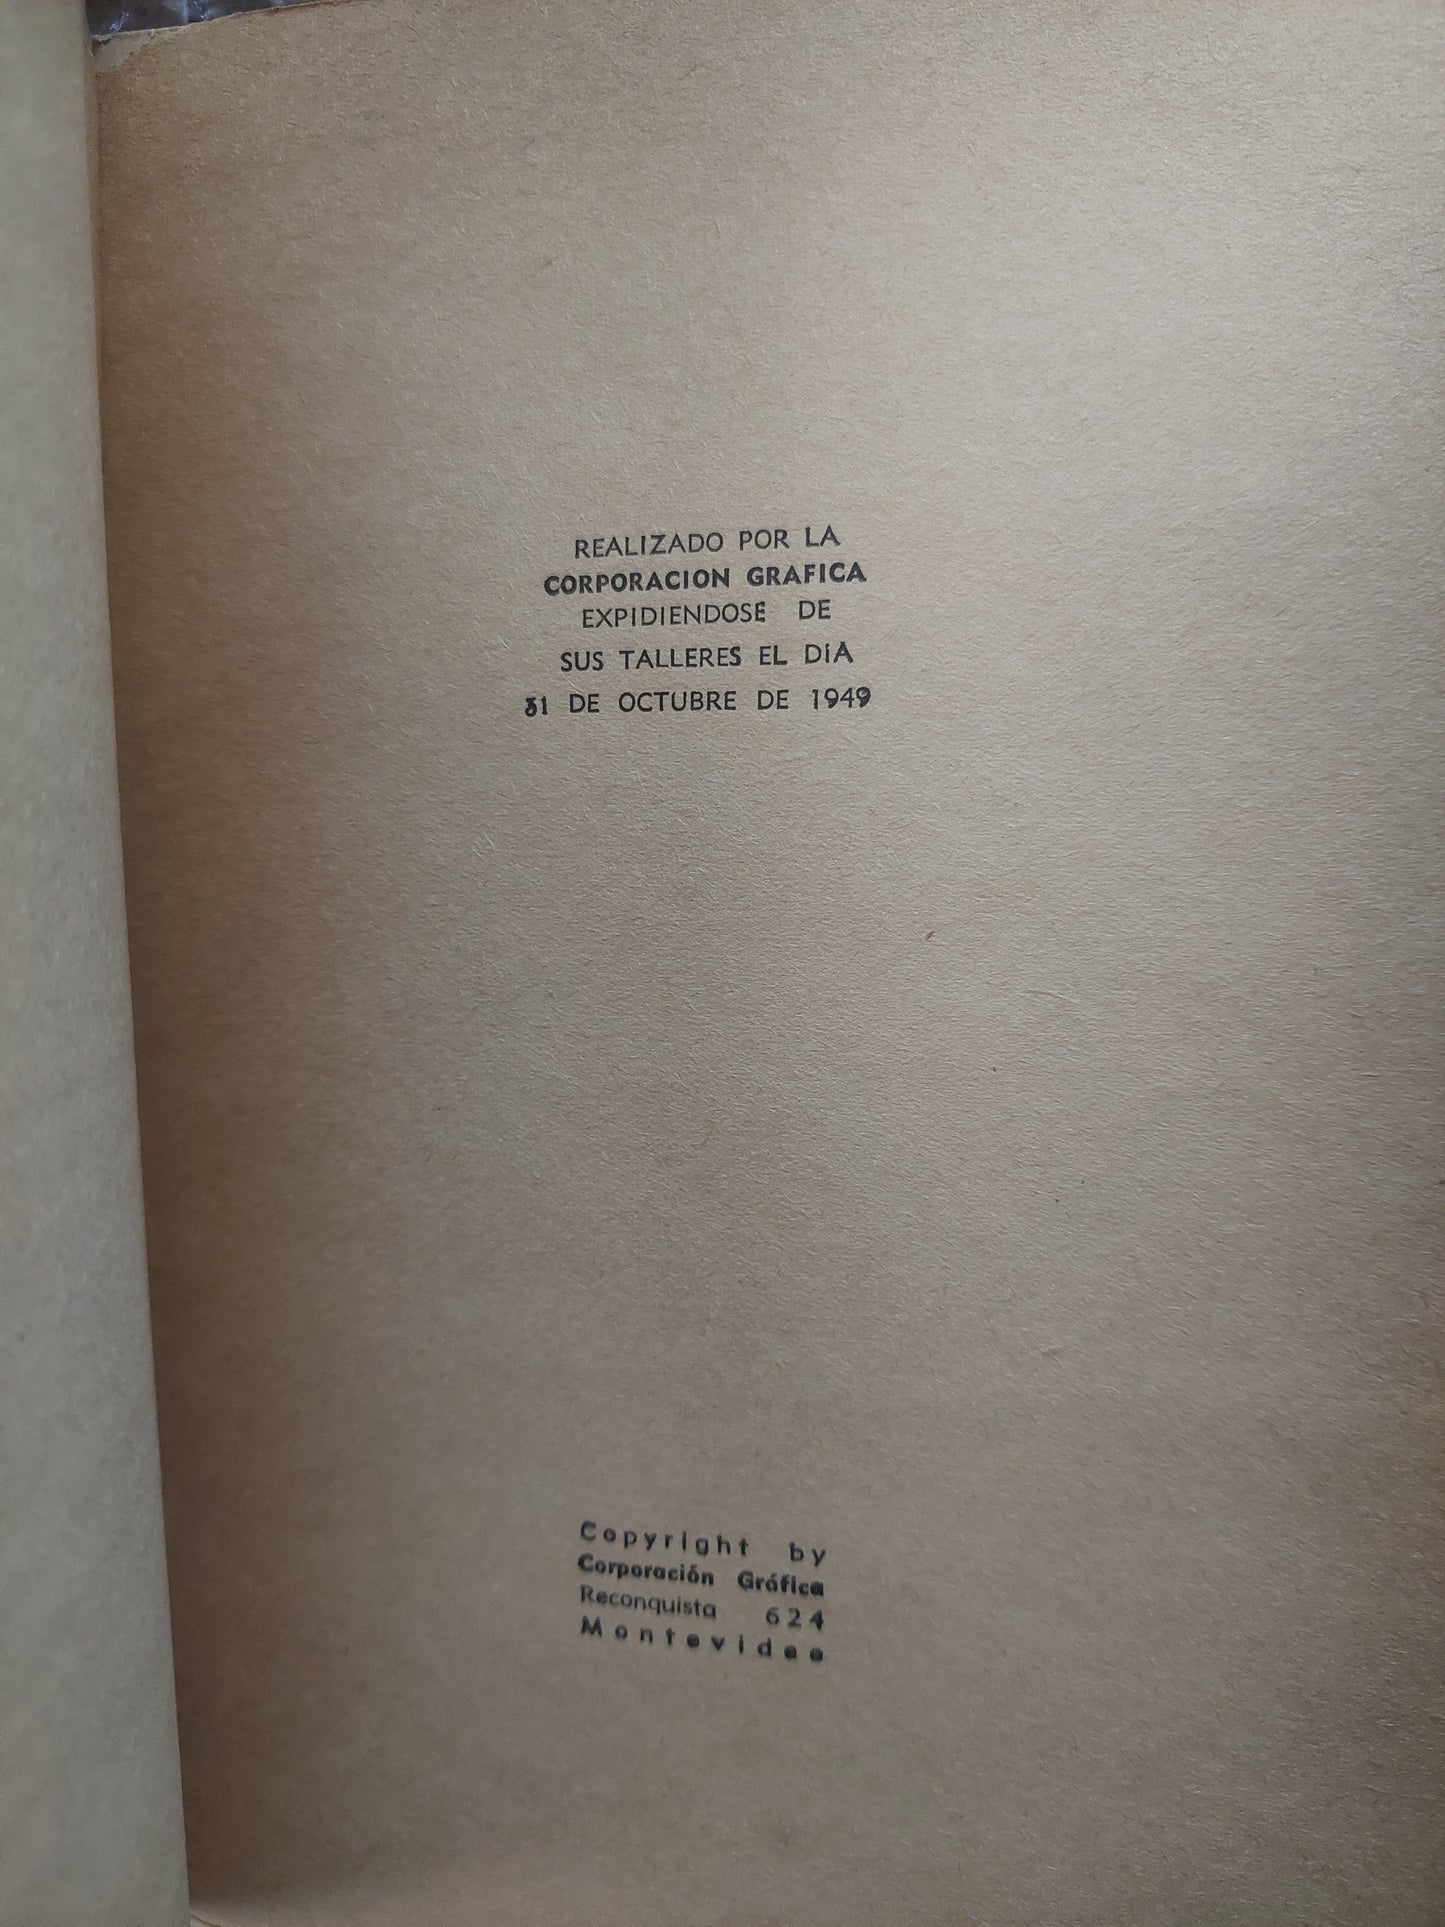 REALIZADO POR LA
CORPORACION GRAFICA
EXPIDIENDOSE DE
SUS TALLERES EL DÍA
31 DE OCTUBRE DE 1949
Copyright by
Corporación Gráfica
Reconquista 624
Montevideo